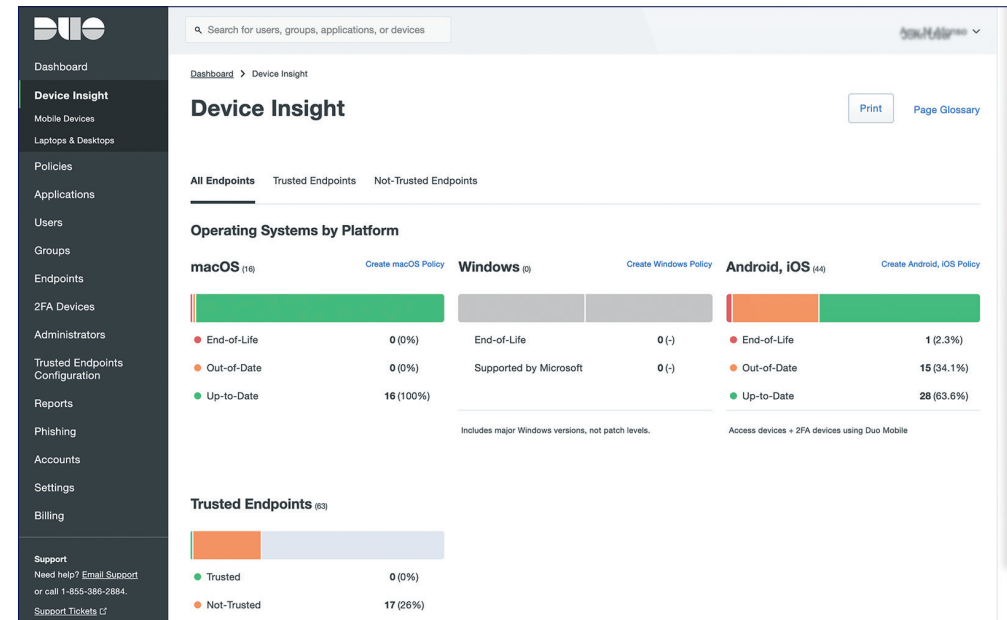 DUO
Search for users, groups, applications, or devices
Dashboard
Device Insight
Mobile Devices
Laptops & Desktops
Policies
Applications
Users
Groups
Endpoints
2FA Devices
Administrators
Trusted Endpoints
Configuration
Reports
Phishing
Accounts
Settings
Billing
Support
Need help? Email Support
or call 1-855-386-2884.
Support Tickets
Dashboard > Device Insight
Device Insight
Print
Page Glossary
All Endpoints Trusted Endpoints Not-Trusted Endpoints
Operating Systems by Platform
macOS (16) Create macOS Policy
End-of-Life 0 (0%)
Out-of-Date 0 (0%)
Up-to-Date 16 (100%)
Windows (0) Create Windows Policy
End-of-Life 0 (-)
Supported by Microsoft 0 (-)
Includes major Windows versions, not patch levels.
Android, iOS (44) Create Android, iOS Policy
End-of-Life 1 (2.3%)
Out-of-Date 15 (34.1%)
Up-to-Date 28 (63.6%)
Access devices + 2FA devices using Duo Mobile
Trusted Endpoints (63)
Trusted 0 (0%)
Not-Trusted 17 (26%)